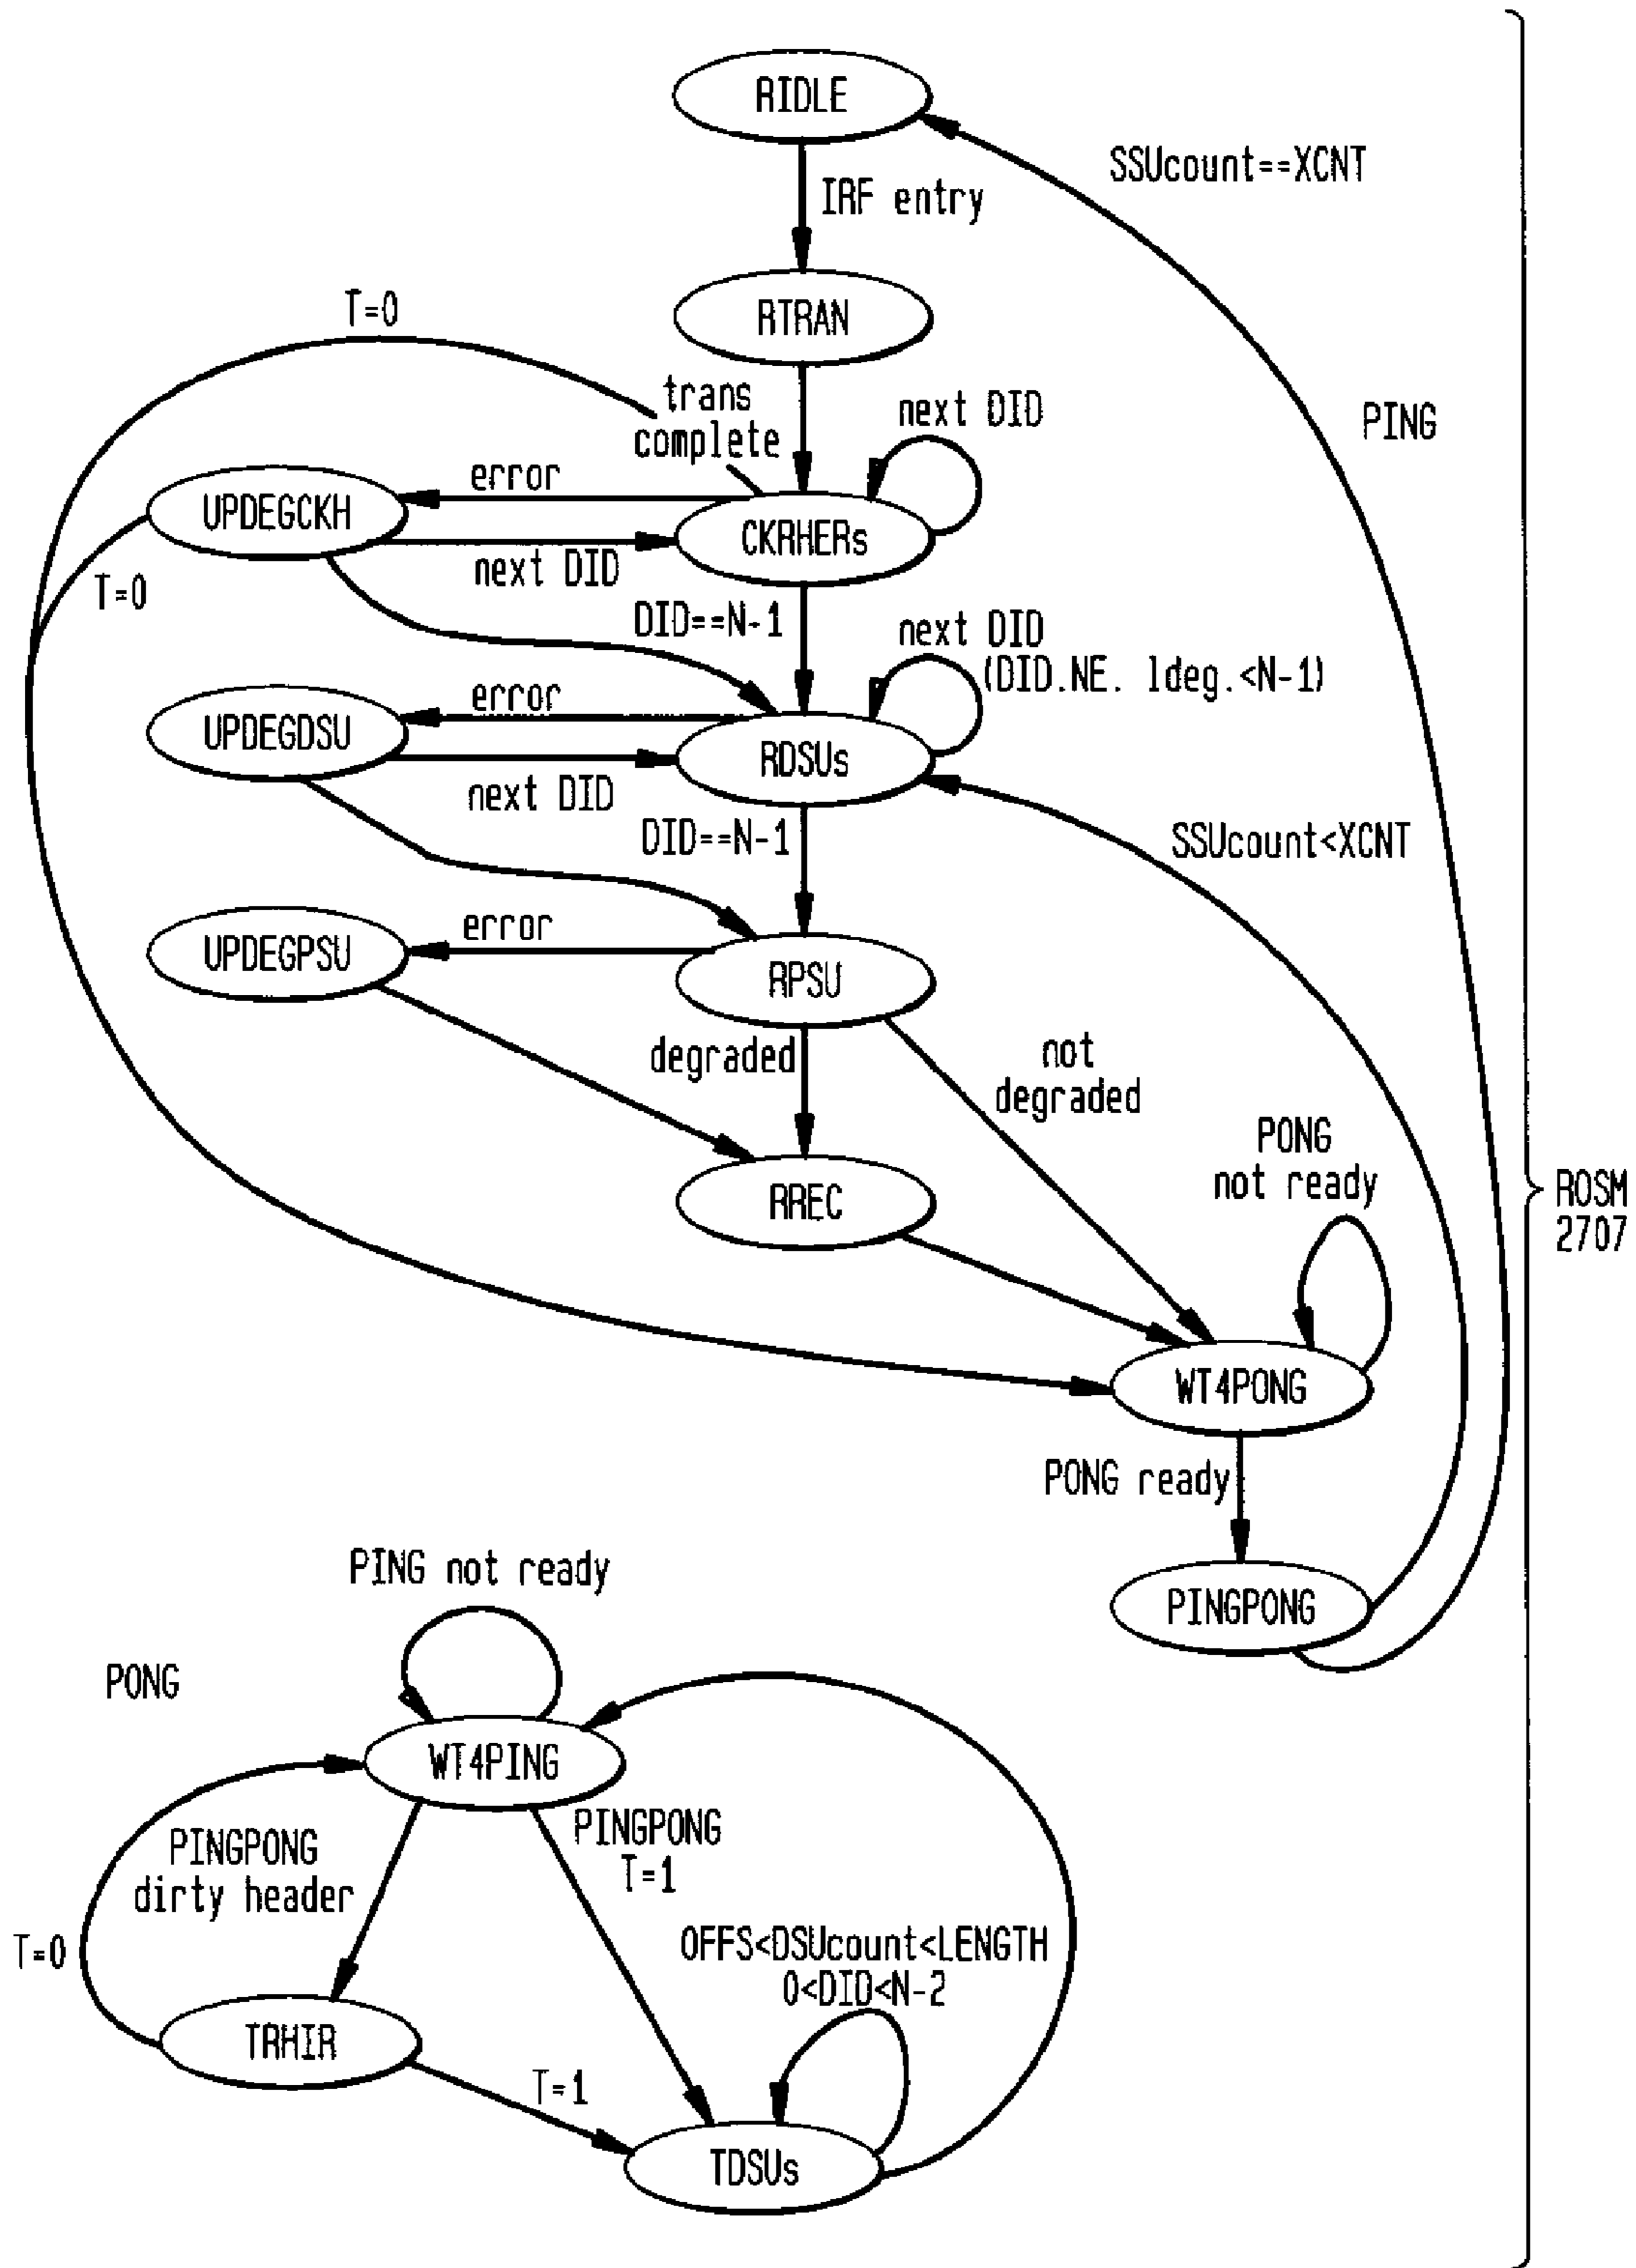 RIDLE
SSUcount==XCNT
IRF entry
T=0
RTRAN
trans
complete
next DID
PING
error
UPDEGCKH
CKRHERs
next DID
T=0
DID==N-1
next DID
(DID.NE. ldeg.<N-1)
error
UPDEGDSU
RDSUs
next DID
DID==N-1
SSUcount<XCNT
error
UPDEGPSU
RPSU
degraded
not
degraded
PONG
not ready
RREC
ROSM
2707
WT4PONG
PONG ready
PING not ready
PINGPONG
PONG
WT4PING
PINGPONG
T=1
PINGPONG
dirty header
T=0
OFFS<DSUcount<LENGTH
0<DID<N-2
TRHIR
T=1
TDSUs